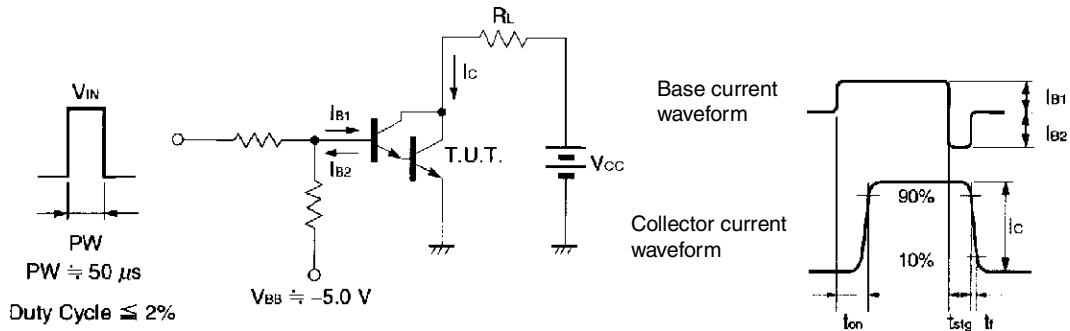 VIN
PW
PW ≒ 50 μs
Duty Cycle ≦ 2%
IB1
IB2
VBB ≒ −5.0 V
T.U.T.
IC
RL
VCC
Base current
waveform
IB1
IB2
Collector current
waveform
90%
10%
IC
ton
tstg
tf